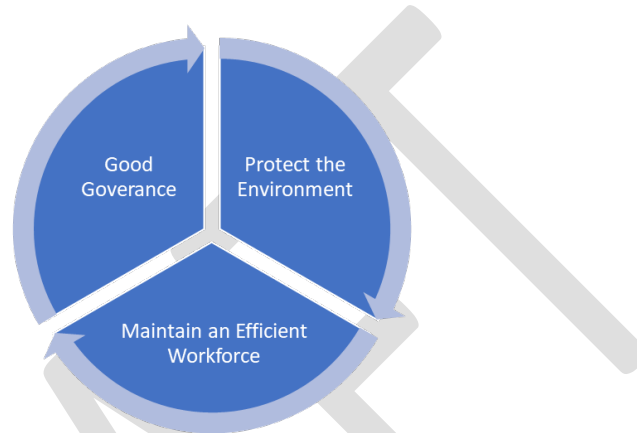 Good
Goverance
Protect the
Environment
Maintain an Efficient
Workforce